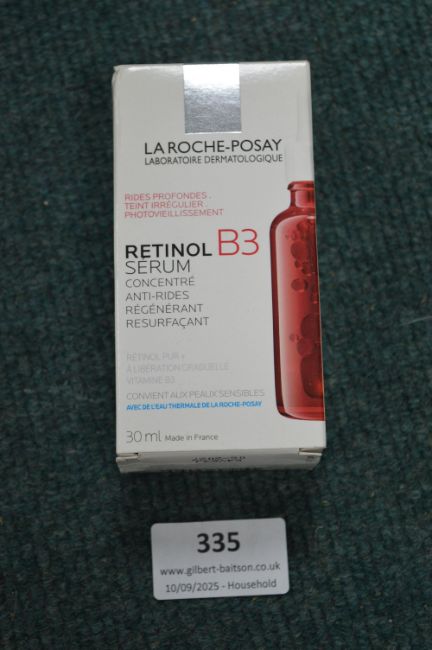 LA ROCHE-POSAY
LABORATOIRE DERMATOLOGIQUE
RIDES PROFONDES .
TEINT IRRÉGULIER .
PHOTOVIEILLISSEMENT
RETINOL B3
SERUM
CONCENTRÉ
ANTI-RIDES
RÉGÉNÉRANT
RESURFAÇANT
RÉTINOL PUR +
À LIBÉRATION GRADUELLE
VITAMINE B3
CONVIENT AUX PEAUX SENSIBLES
AVEC DE L'EAU THERMALE DE LA ROCHE-POSAY
30 ml Made in France
335
www.gilbert-baitson.co.uk
10/09/2025 - Household